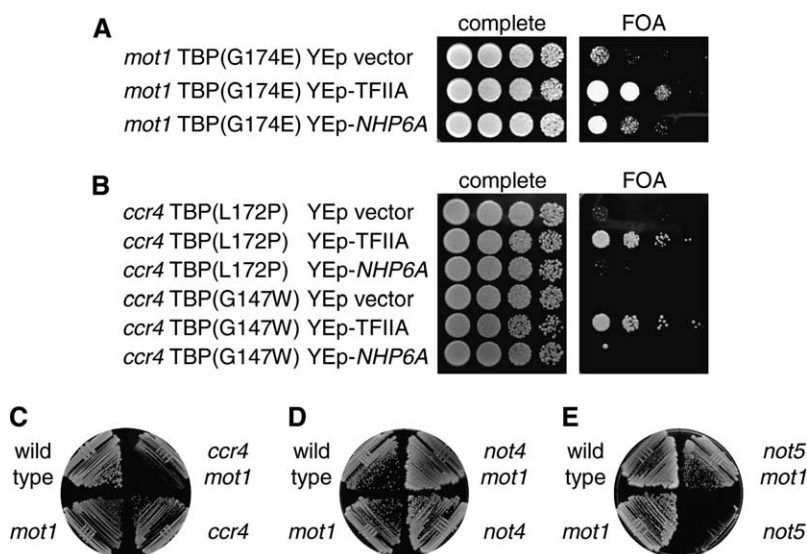 A
complete FOA
mot1 TBP(G174E) YEp vector
mot1 TBP(G174E) YEp-TFIIA
mot1 TBP(G174E) YEp-NHP6A
B
complete FOA
ccr4 TBP(L172P) YEp vector
ccr4 TBP(L172P) YEp-TFIIA
ccr4 TBP(L172P) YEp-NHP6A
ccr4 TBP(G147W) YEp vector
ccr4 TBP(G147W) YEp-TFIIA
ccr4 TBP(G147W) YEp-NHP6A
C
wild ccr4
type mot1
mot1 ccr4
D
wild not4
type mot1
mot1 not4
E
wild not5
type mot1
mot1 not5